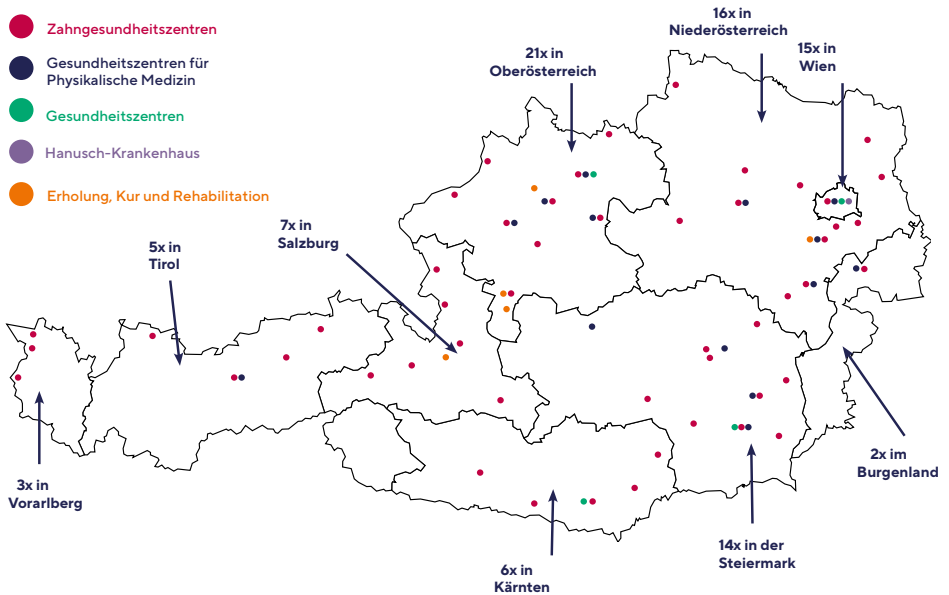 Zahngesundheitszentren
Gesundheitszentren für
Physikalische Medizin
Gesundheitszentren
Hanusch-Krankenhaus
Erholung, Kur und Rehabilitation
16x in
Niederösterreich
15x in
Wien
21x in
Oberösterreich
7x in
Salzburg
5x in
Tirol
3x in
Vorarlberg
2x im
Burgenland
14x in der
Steiermark
6x in
Kärnten